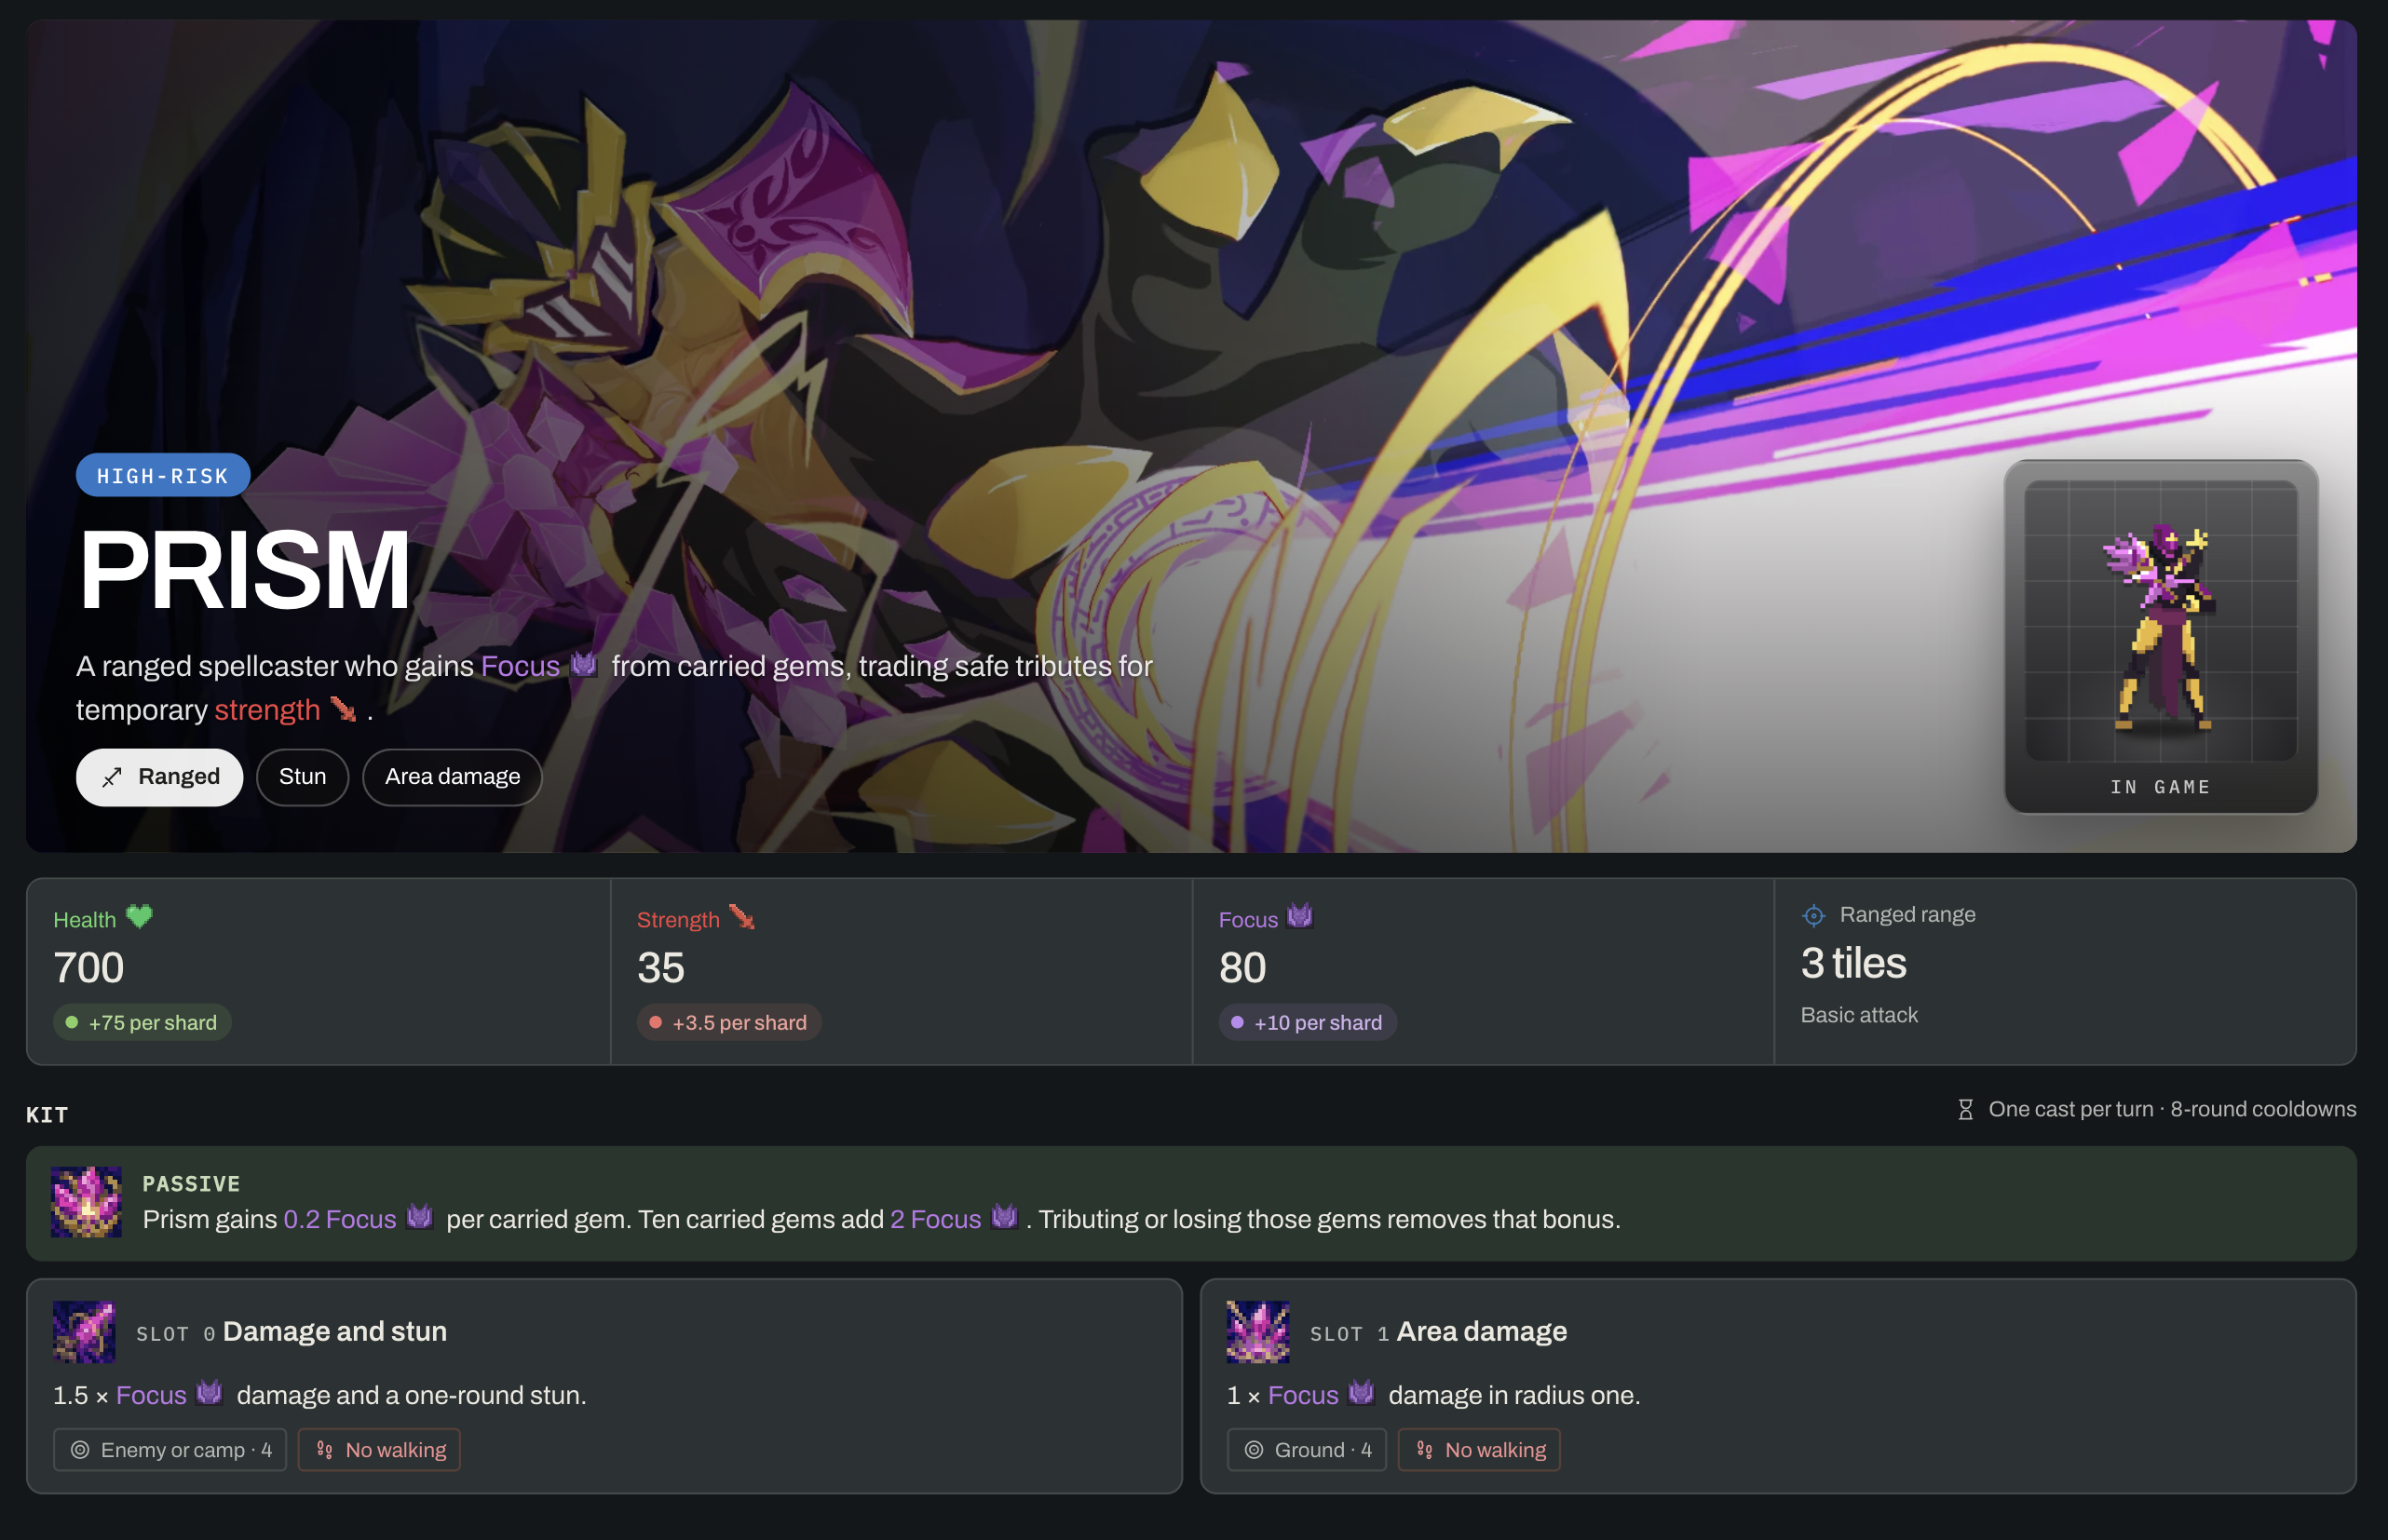 HIGH-RISK
PRISM
A ranged spellcaster who gains Focus from carried gems, trading safe tributes for
temporary strength .
Ranged Stun Area damage
IN GAME
Health
700
+75 per shard
Strength
35
+3.5 per shard
Focus
80
+10 per shard
Ranged range
3 tiles
Basic attack
KIT
One cast per turn · 8-round cooldowns
PASSIVE
Prism gains 0.2 Focus per carried gem. Ten carried gems add 2 Focus . Tributing or losing those gems removes that bonus.
SLOT 0 Damage and stun
1.5 × Focus damage and a one-round stun.
Enemy or camp · 4 No walking
SLOT 1 Area damage
1 × Focus damage in radius one.
Ground · 4 No walking